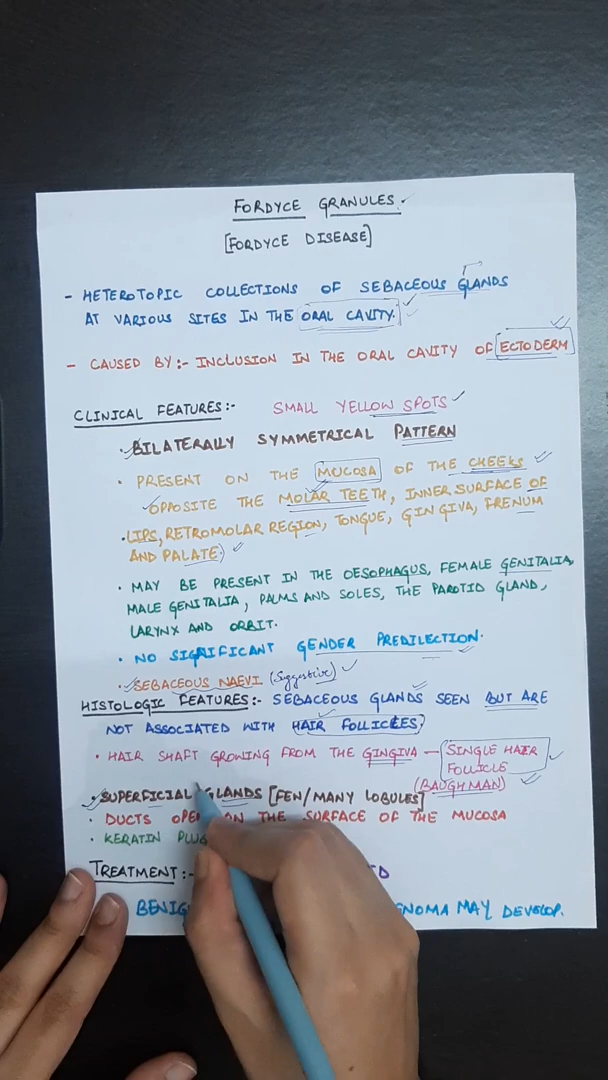 FORDYCE GRANULES.
[FORDYCE DISEASE]
- HETEROTOPIC COLLECTIONS OF SEBACEOUS GLANDS
AT VARIOUS SITES IN THE ORAL CAVITY.
- CAUSED BY:- INCLUSION IN THE ORAL CAVITY OF ECTODERM
CLINICAL FEATURES:- SMALL YELLOW SPOTS
• BILATERALLY SYMMETRICAL PATTERN
• PRESENT ON THE MUCOSA OF THE CHEEKS
OPPOSITE THE MOLAR TEETH, INNER SURFACE OF
• LIPS, RETROMOLAR REGION, TONGUE, GINGIVA, FRENUM
AND PALATE.
• MAY BE PRESENT IN THE OESOPHAGUS, FEMALE GENITALIA,
MALE GENITALIA, PALMS AND SOLES, THE PAROTID GLAND,
LARYNX AND ORBIT.
• NO SIGNIFICANT GENDER PREDILECTION.
• SEBACEOUS NAEVI (Suggestive)
HISTOLOGIC FEATURES:- SEBACEOUS GLANDS SEEN BUT ARE
NOT ASSOCIATED WITH HAIR FOLLICLES,
• HAIR SHAFT GROWING FROM THE GINGIVA – SINGLE HAIR
FOLLICLE
(BAUGHMAN)
• SUPERFICIAL GLANDS [FEW/MANY LOBULES]
• DUCTS ON THE SURFACE OF THE MUCOSA
• KERATIN
TREATMENT:-
MAY DEVELOP.